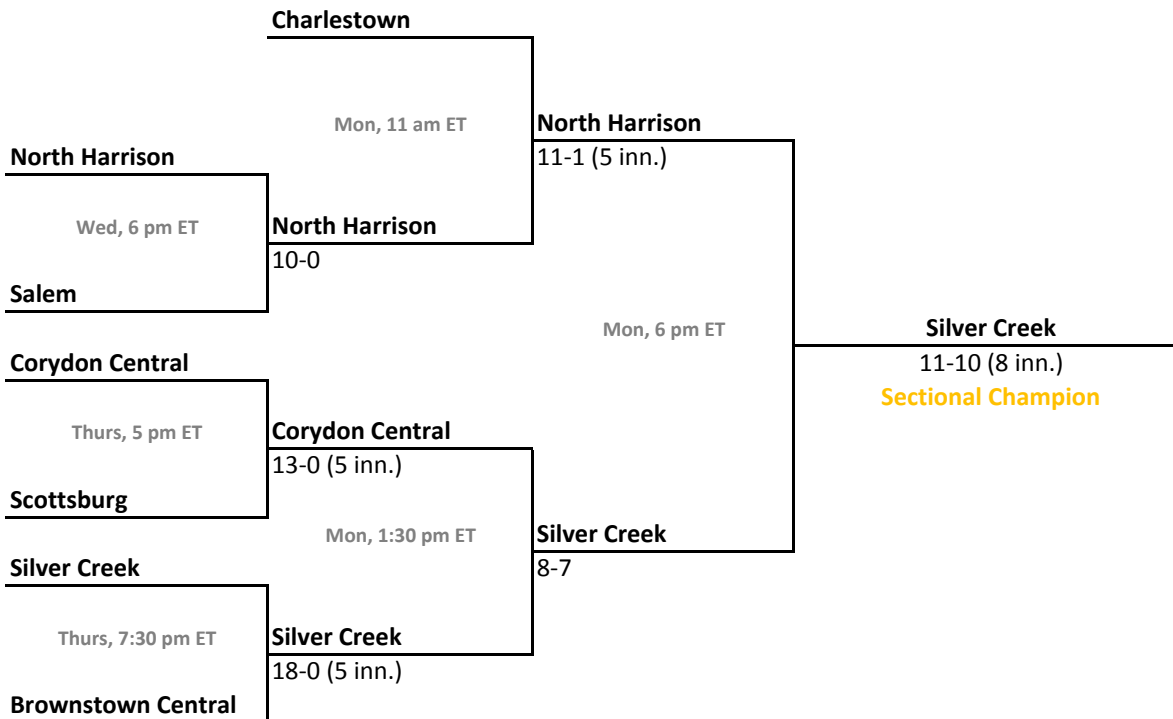 Charlestown
Mon, 11 am ET
North Harrison
North Harrison
11-1 (5 inn.)
Wed, 6 pm ET
North Harrison
10-0
Salem
Mon, 6 pm ET
Silver Creek
Corydon Central
11-10 (8 inn.)
Sectional Champion
Thurs, 5 pm ET
Corydon Central
13-0 (5 inn.)
Scottsburg
Mon, 1:30 pm ET
Silver Creek
Silver Creek
8-7
Thurs, 7:30 pm ET
Silver Creek
18-0 (5 inn.)
Brownstown Central